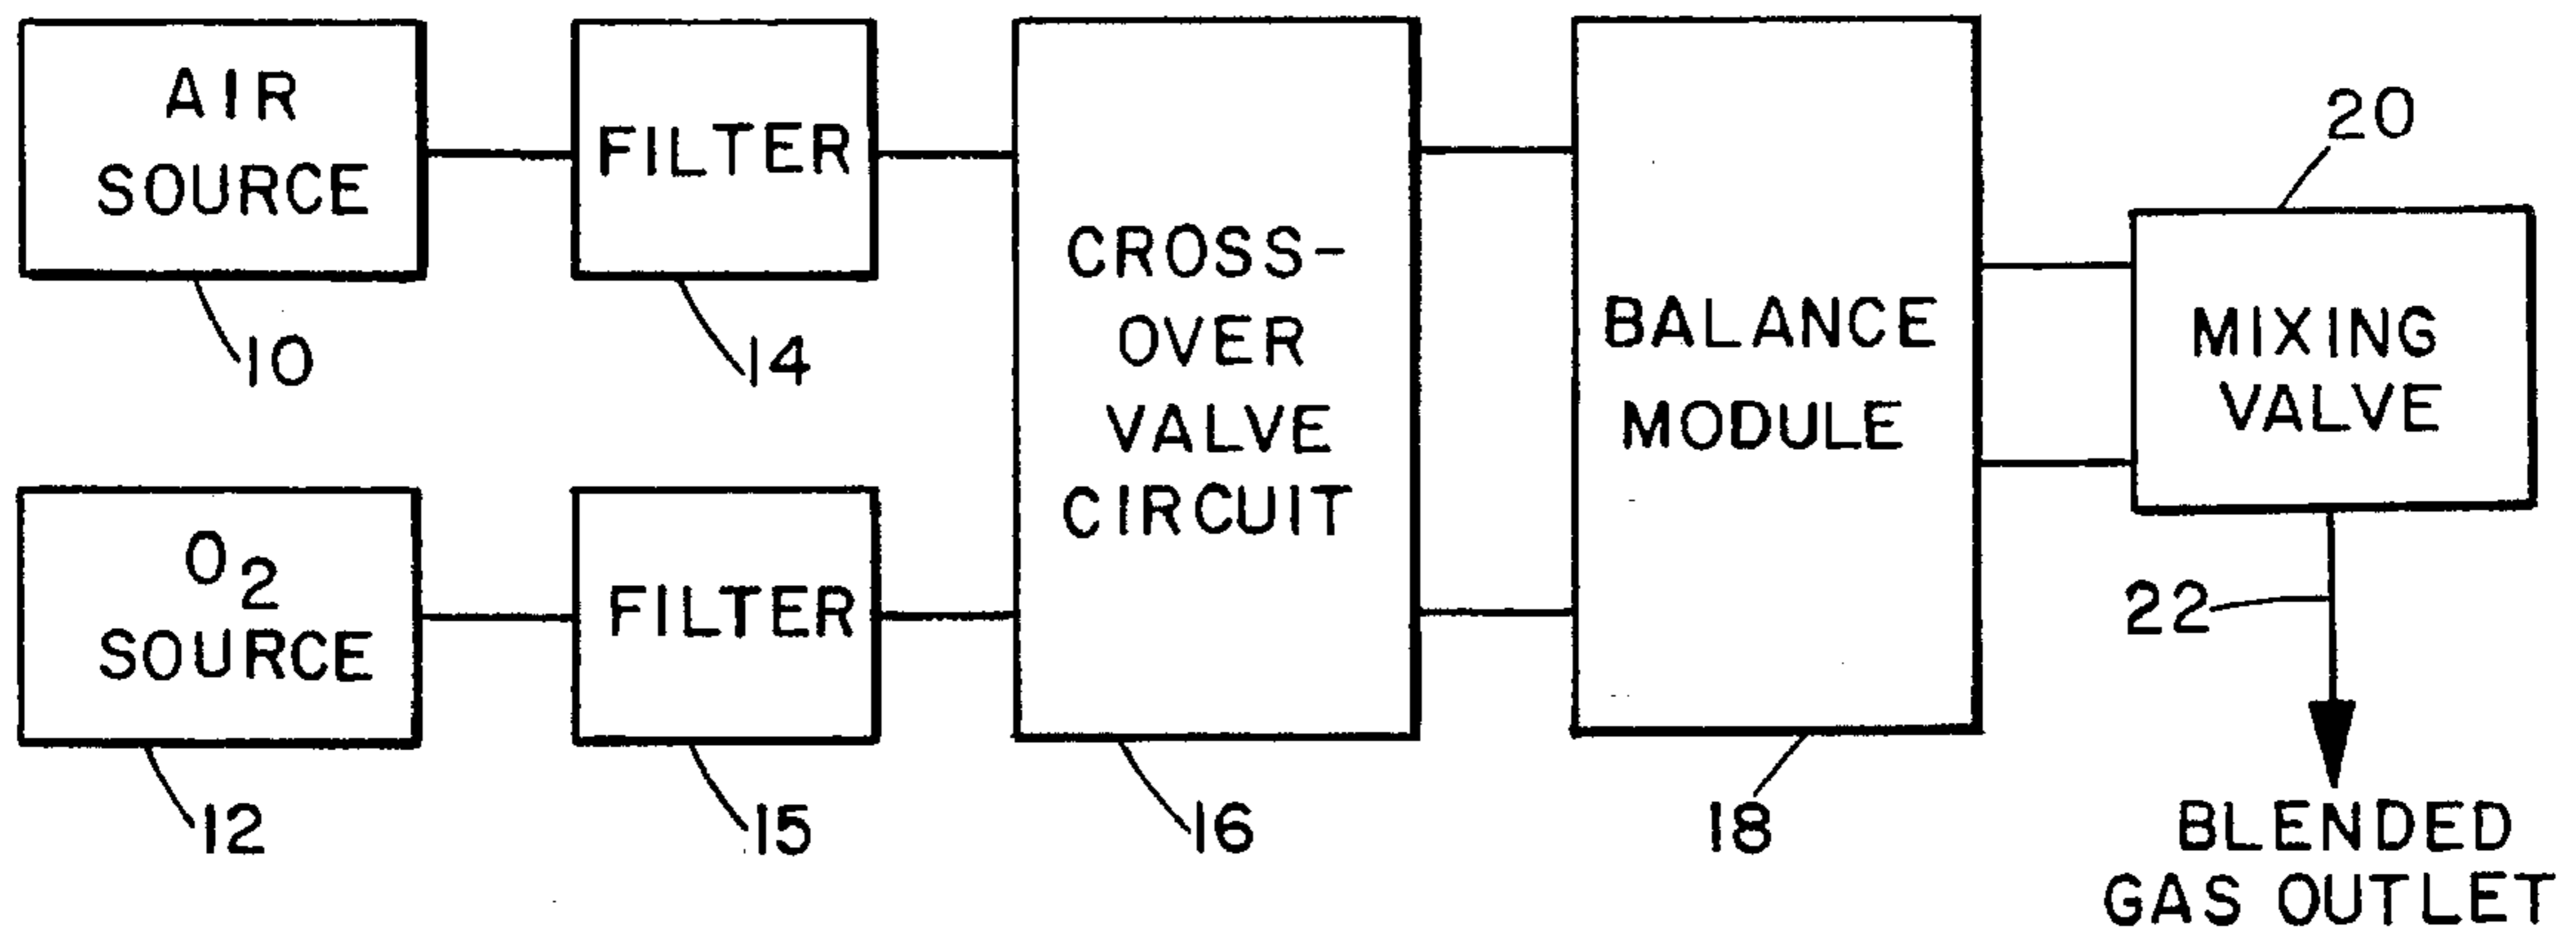 AIR
SOURCE
10
FILTER
14
O2
SOURCE
12
FILTER
15
CROSS-
OVER
VALVE
CIRCUIT
16
BALANCE
MODULE
18
20
MIXING
VALVE
22
BLENDED
GAS OUTLET